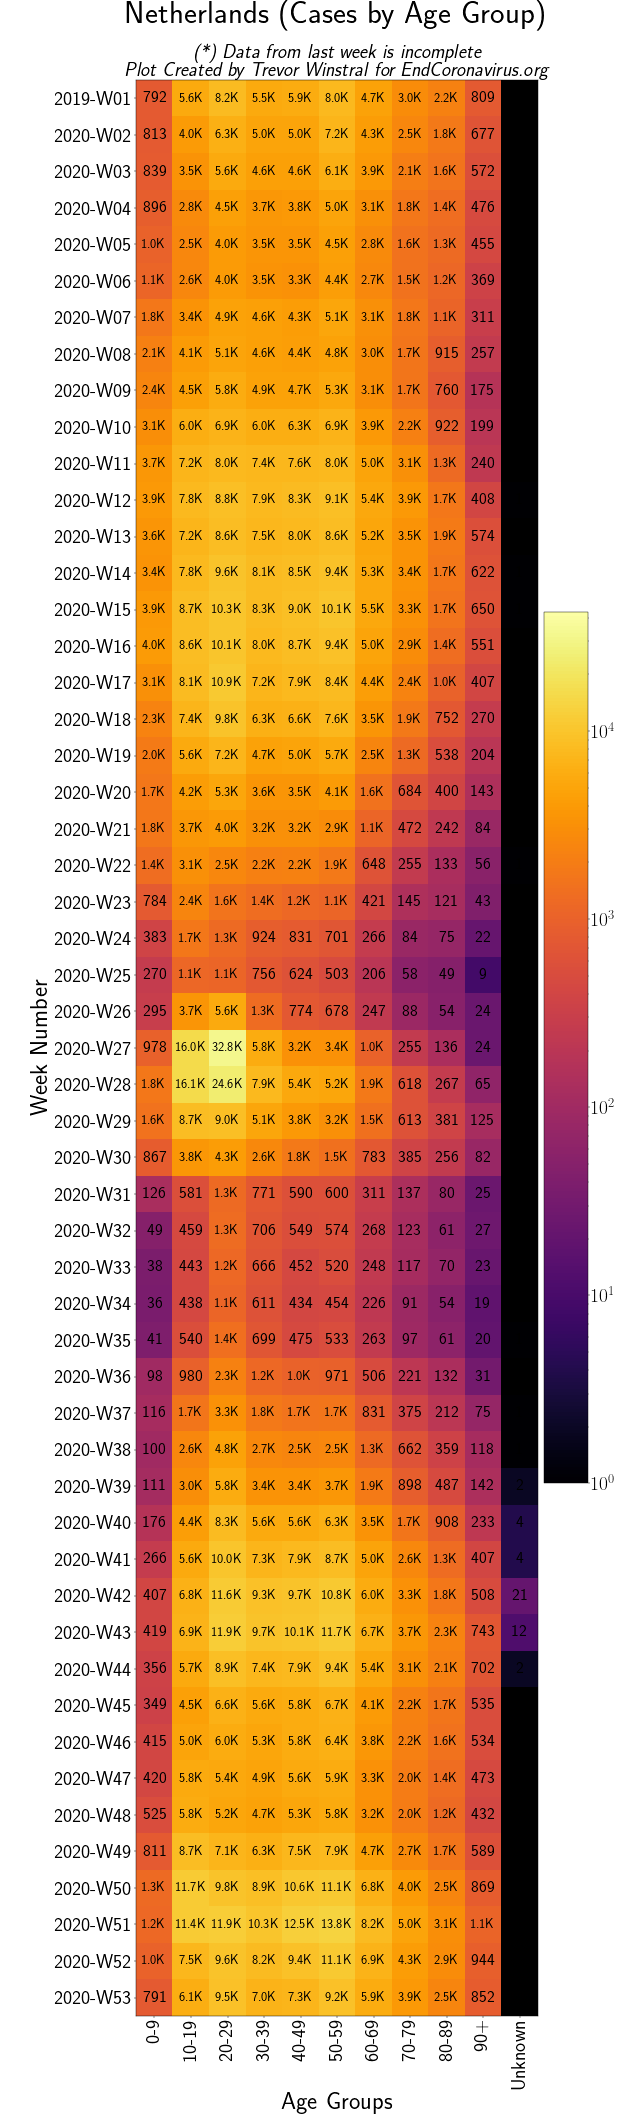 Netherlands (Cases by Age Group)
(*) Data from last week is incomplete
Plot Created by Trevor Winstral for EndCoronavirus.org
2019-W01 792 5.6K 8.2K 5.5K 5.9K 8.0K 4.7K 3.0K 2.2K 809
2020-W02 813 4.0K 6.3K 5.0K 5.0K 7.2K 4.3K 2.5K 1.8K 677
2020-W03 839 3.5K 5.6K 4.6K 4.6K 6.1K 3.9K 2.1K 1.6K 572
2020-W04 896 2.8K 4.5K 3.7K 3.8K 5.0K 3.1K 1.8K 1.4K 476
2020-W05 1.0K 2.5K 4.0K 3.5K 3.5K 4.5K 2.8K 1.6K 1.3K 455
2020-W06 1.1K 2.6K 4.0K 3.5K 3.3K 4.4K 2.7K 1.5K 1.2K 369
2020-W07 1.8K 3.4K 4.9K 4.6K 4.3K 5.1K 3.1K 1.8K 1.1K 311
2020-W08 2.1K 4.1K 5.1K 4.6K 4.4K 4.8K 3.0K 1.7K 915 257
2020-W09 2.4K 4.5K 5.8K 4.9K 4.7K 5.3K 3.1K 1.7K 760 175
2020-W10 3.1K 6.0K 6.9K 6.0K 6.3K 6.9K 3.9K 2.2K 922 199
2020-W11 3.7K 7.2K 8.0K 7.4K 7.6K 8.0K 5.0K 3.1K 1.3K 240
2020-W12 3.9K 7.8K 8.8K 7.9K 8.3K 9.1K 5.4K 3.9K 1.7K 408
2020-W13 3.6K 7.2K 8.6K 7.5K 8.0K 8.6K 5.2K 3.5K 1.9K 574
2020-W14 3.4K 7.8K 9.6K 8.1K 8.5K 9.4K 5.3K 3.4K 1.7K 622
2020-W15 3.9K 8.7K 10.3K 8.3K 9.0K 10.1K 5.5K 3.3K 1.7K 650
2020-W16 4.0K 8.6K 10.1K 8.0K 8.7K 9.4K 5.0K 2.9K 1.4K 551
2020-W17 3.1K 8.1K 10.9K 7.2K 7.9K 8.4K 4.4K 2.4K 1.0K 407
2020-W18 2.3K 7.4K 9.8K 6.3K 6.6K 7.6K 3.5K 1.9K 752 270
2020-W19 2.0K 5.6K 7.2K 4.7K 5.0K 5.7K 2.5K 1.3K 538 204
2020-W20 1.7K 4.2K 5.3K 3.6K 3.5K 4.1K 1.6K 684 400 143
2020-W21 1.8K 3.7K 4.0K 3.2K 3.2K 2.9K 1.1K 472 242 84
2020-W22 1.4K 3.1K 2.5K 2.2K 2.2K 1.9K 648 255 133 56
2020-W23 784 2.4K 1.6K 1.4K 1.2K 1.1K 421 145 121 43
2020-W24 383 1.7K 1.3K 924 831 701 266 84 75 22
2020-W25 270 1.1K 1.1K 756 624 503 206 58 49 9
2020-W26 295 3.7K 5.6K 1.3K 774 678 247 88 54 24
2020-W27 978 16.0K 32.8K 5.8K 3.2K 3.4K 1.0K 255 136 24
2020-W28 1.8K 16.1K 24.6K 7.9K 5.4K 5.2K 1.9K 618 267 65
2020-W29 1.6K 8.7K 9.0K 5.1K 3.8K 3.2K 1.5K 613 381 125
2020-W30 867 3.8K 4.3K 2.6K 1.8K 1.5K 783 385 256 82
2020-W31 126 581 1.3K 771 590 600 311 137 80 25
2020-W32 49 459 1.3K 706 549 574 268 123 61 27
2020-W33 38 443 1.2K 666 452 520 248 117 70 23
2020-W34 36 438 1.1K 611 434 454 226 91 54 19
2020-W35 41 540 1.4K 699 475 533 263 97 61 20
2020-W36 98 980 2.3K 1.2K 1.0K 971 506 221 132 31
2020-W37 116 1.7K 3.3K 1.8K 1.7K 1.7K 831 375 212 75
2020-W38 100 2.6K 4.8K 2.7K 2.5K 2.5K 1.3K 662 359 118
2020-W39 111 3.0K 5.8K 3.4K 3.4K 3.7K 1.9K 898 487 142 2
2020-W40 176 4.4K 8.3K 5.6K 5.6K 6.3K 3.5K 1.7K 908 233 4
2020-W41 266 5.6K 10.0K 7.3K 7.9K 8.7K 5.0K 2.6K 1.3K 407 4
2020-W42 407 6.8K 11.6K 9.3K 9.7K 10.8K 6.0K 3.3K 1.8K 508 21
2020-W43 419 6.9K 11.9K 9.7K 10.1K 11.7K 6.7K 3.7K 2.3K 743 12
2020-W44 356 5.7K 8.9K 7.4K 7.9K 9.4K 5.4K 3.1K 2.1K 702 2
2020-W45 349 4.5K 6.6K 5.6K 5.8K 6.7K 4.1K 2.2K 1.7K 535
2020-W46 415 5.0K 6.0K 5.3K 5.8K 6.4K 3.8K 2.2K 1.6K 534
2020-W47 420 5.8K 5.4K 4.9K 5.6K 5.9K 3.3K 2.0K 1.4K 473
2020-W48 525 5.8K 5.2K 4.7K 5.3K 5.8K 3.2K 2.0K 1.2K 432
2020-W49 811 8.7K 7.1K 6.3K 7.5K 7.9K 4.7K 2.7K 1.7K 589
2020-W50 1.3K 11.7K 9.8K 8.9K 10.6K 11.1K 6.8K 4.0K 2.5K 869
2020-W51 1.2K 11.4K 11.9K 10.3K 12.5K 13.8K 8.2K 5.0K 3.1K 1.1K
2020-W52 1.0K 7.5K 9.6K 8.2K 9.4K 11.1K 6.9K 4.3K 2.9K 944
2020-W53 791 6.1K 9.5K 7.0K 7.3K 9.2K 5.9K 3.9K 2.5K 852
0-9 10-19 20-29 30-39 40-49 50-59 60-69 70-79 80-89 90+ Unknown
Age Groups
Week Number
10⁴
10³
10²
10¹
10⁰